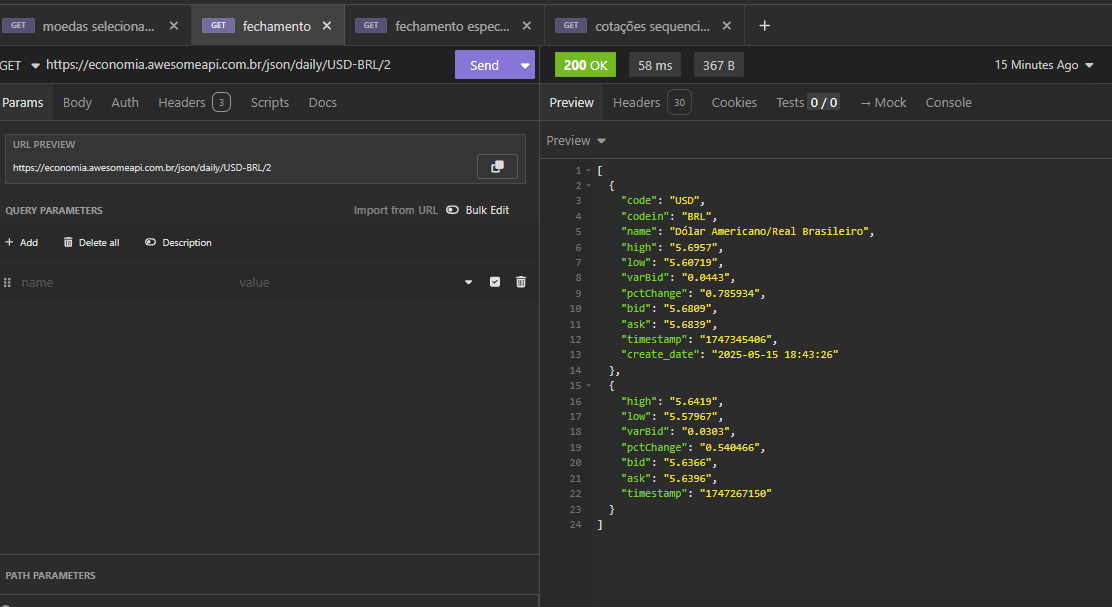 GET moedas seleciona... GET fechamento GET fechamento espec... GET cotações sequenci...
GET https://economia.awesomeapi.com.br/json/daily/USD-BRL/2 Send
200 OK 58 ms 367 B 15 Minutes Ago
Params Body Auth Headers 3 Scripts Docs
Preview Headers 30 Cookies Tests 0 / 0 → Mock Console
URL PREVIEW
https://economia.awesomeapi.com.br/json/daily/USD-BRL/2
QUERY PARAMETERS Import from URL Bulk Edit
+ Add Delete all Description
name value
PATH PARAMETERS
Preview
1 [
2 {
3 "code": "USD",
4 "codein": "BRL",
5 "name": "Dólar Americano/Real Brasileiro",
6 "high": "5.6957",
7 "low": "5.60719",
8 "varBid": "0.0443",
9 "pctChange": "0.785934",
10 "bid": "5.6809",
11 "ask": "5.6839",
12 "timestamp": "1747345406",
13 "create_date": "2025-05-15 18:43:26"
14 },
15 {
16 "high": "5.6419",
17 "low": "5.57967",
18 "varBid": "0.0303",
19 "pctChange": "0.540466",
20 "bid": "5.6366",
21 "ask": "5.6396",
22 "timestamp": "1747267150"
23 }
24 ]